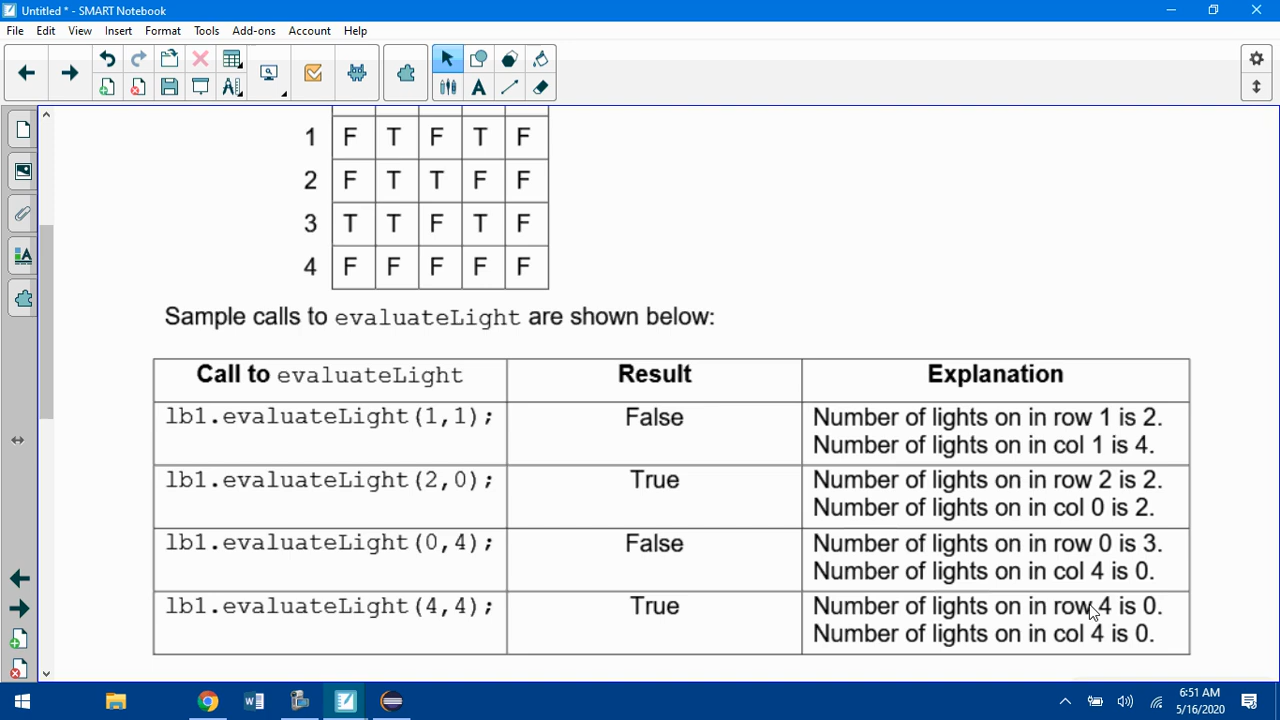 Untitled * - SMART Notebook
File Edit View Insert Format Tools Add-ons Account Help
1 F T F T F
2 F T T F F
3 T T F T F
4 F F F F F
Sample calls to evaluateLight are shown below:
Call to evaluateLight Result Explanation
lb1.evaluateLight(1,1); False Number of lights on in row 1 is 2.
Number of lights on in col 1 is 4.
lb1.evaluateLight(2,0); True Number of lights on in row 2 is 2.
Number of lights on in col 0 is 2.
lb1.evaluateLight(0,4); False Number of lights on in row 0 is 3.
Number of lights on in col 4 is 0.
lb1.evaluateLight(4,4); True Number of lights on in row 4 is 0.
Number of lights on in col 4 is 0.
6:51 AM
5/16/2020